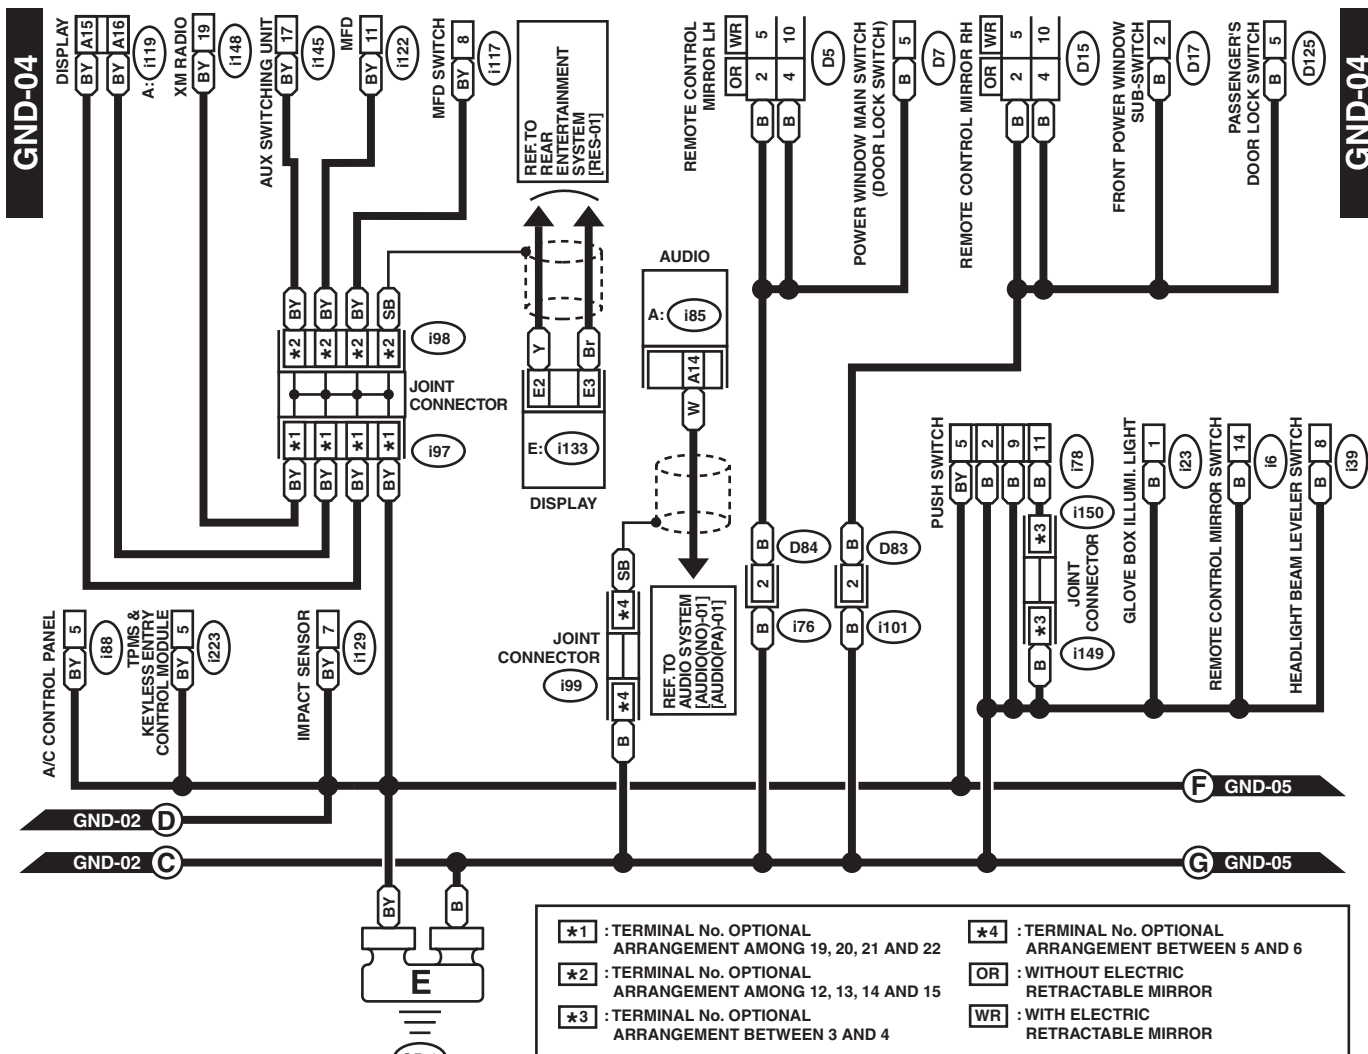 GND-04
GND-04
DISPLAY
A15
A16
BY
BY
A: i119
XM RADIO
19
BY
i148
AUX SWITCHING UNIT
17
BY
i145
MFD
11
BY
i122
MFD SWITCH
8
BY
i117
REF. TO
REAR
ENTERTAINMENT
SYSTEM
[RES-01]
REMOTE CONTROL
MIRROR LH
WR
5
10
OR
2
4
B
B
D5
POWER WINDOW MAIN SWITCH
(DOOR LOCK SWITCH)
5
B
D7
REMOTE CONTROL MIRROR RH
WR
5
10
OR
2
4
B
B
D15
FRONT POWER WINDOW
SUB-SWITCH
2
B
D17
PASSENGER'S
DOOR LOCK SWITCH
5
B
D125
BY
BY
BY
SB
*2
*2
*2
*2
i98
JOINT
CONNECTOR
*1
*1
*1
*1
i97
BY
BY
BY
BY
Y
Br
E2
E3
E: i133
DISPLAY
AUDIO
A: i85
A14
W
SB
*4
JOINT
CONNECTOR
i99
*4
B
REF. TO
AUDIO SYSTEM
[AUDIO(NO)-01]
[AUDIO(PA)-01]
B
D84
2
B
i76
B
D83
2
B
i101
PUSH SWITCH
5
2
9
11
BY
B
B
B
i78
i150
*3
JOINT
CONNECTOR
*3
i149
B
GLOVE BOX ILLUMI. LIGHT
1
B
i23
REMOTE CONTROL MIRROR SWITCH
14
B
i6
HEADLIGHT BEAM LEVELER SWITCH
8
B
i39
A/C CONTROL PANEL
5
BY
i88
TPMS &
KEYLESS ENTRY
CONTROL MODULE
5
BY
i223
IMPACT SENSOR
7
BY
i129
F GND-05
GND-02 D
GND-02 C
G GND-05
BY
B
E
*1 : TERMINAL No. OPTIONAL
ARRANGEMENT AMONG 19, 20, 21 AND 22
*2 : TERMINAL No. OPTIONAL
ARRANGEMENT AMONG 12, 13, 14 AND 15
*3 : TERMINAL No. OPTIONAL
ARRANGEMENT BETWEEN 3 AND 4
*4 : TERMINAL No. OPTIONAL
ARRANGEMENT BETWEEN 5 AND 6
OR : WITHOUT ELECTRIC
RETRACTABLE MIRROR
WR : WITH ELECTRIC
RETRACTABLE MIRROR